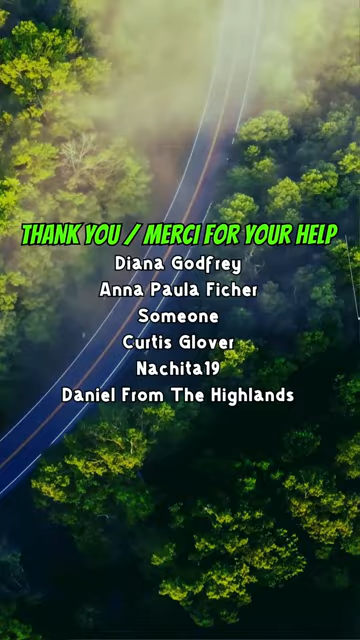 THANK YOU / MERCI FOR YOUR HELP
Diana Godfrey
Anna Paula Ficher
Someone
Curtis Glover
Nachita19
Daniel From The Highlands